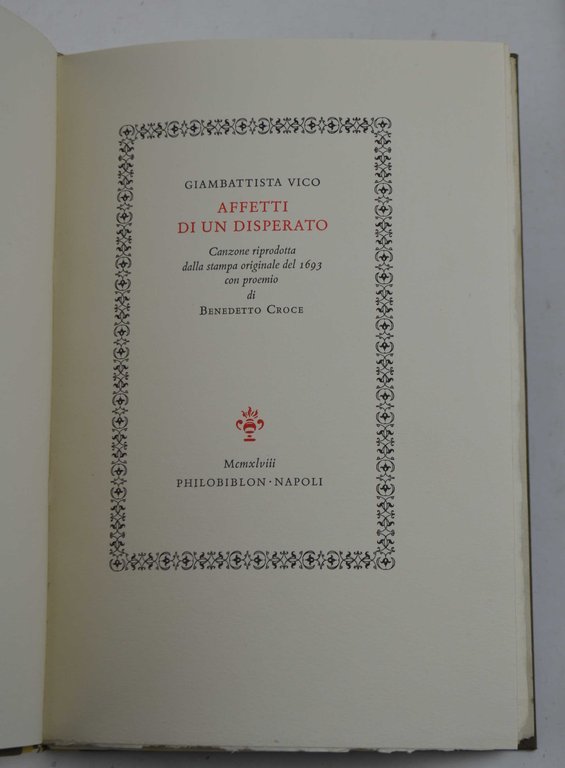 GIAMBATTISTA VICO
AFFETTI
DI UN DISPERATO
Canzone riprodotta
dalla stampa originale del 1693
con proemio
di
BENEDETTO CROCE
Mcmxlviii
PHILOBIBLON·NAPOLI